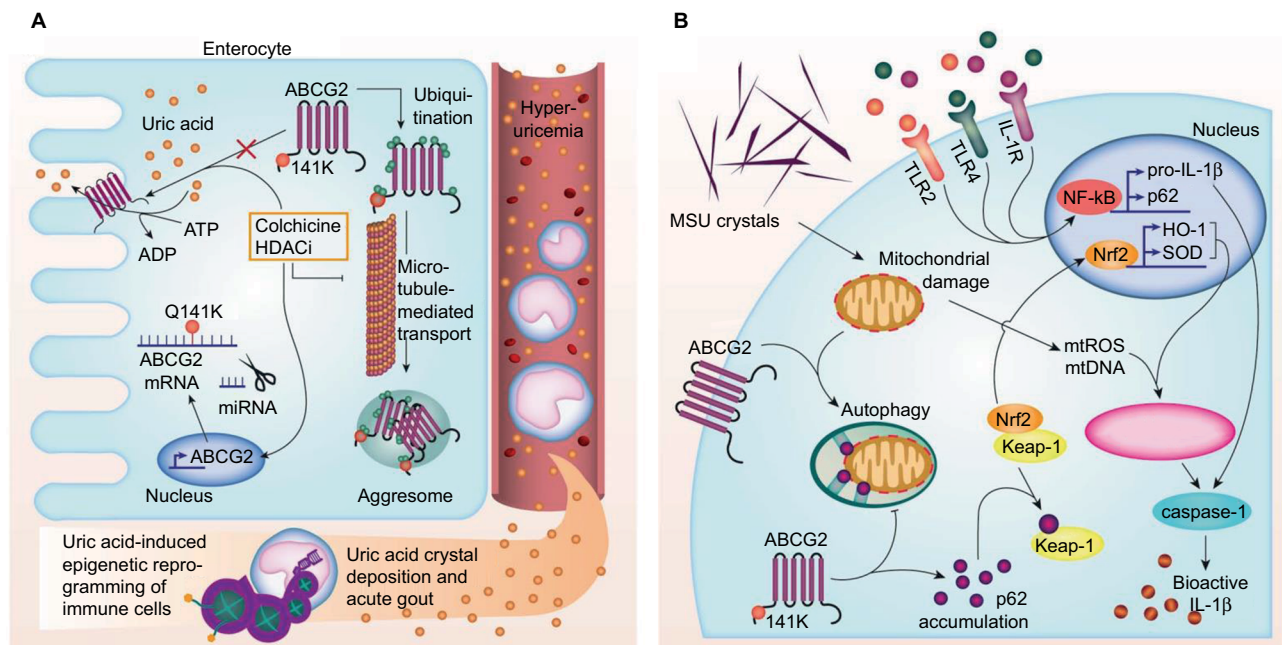 A
Enterocyte
Uric acid
ABCG2
141K
Ubiqui-
tination
Hyper-
uricemia
ATP
ADP
Colchicine
HDACi
Micro-
tubule-
mediated
transport
Q141K
ABCG2
mRNA
miRNA
ABCG2
Nucleus
Aggresome
Uric acid-induced
epigenetic repro-
gramming of
immune cells
Uric acid crystal
deposition and
acute gout
B
MSU crystals
TLR2
TLR4
IL-1R
Nucleus
NF-kB
pro-IL-1β
p62
Nrf2
HO-1
SOD
Mitochondrial
damage
mtROS
mtDNA
ABCG2
Autophagy
Nrf2
Keap-1
caspase-1
Keap-1
ABCG2
141K
p62
accumulation
Bioactive
IL-1β